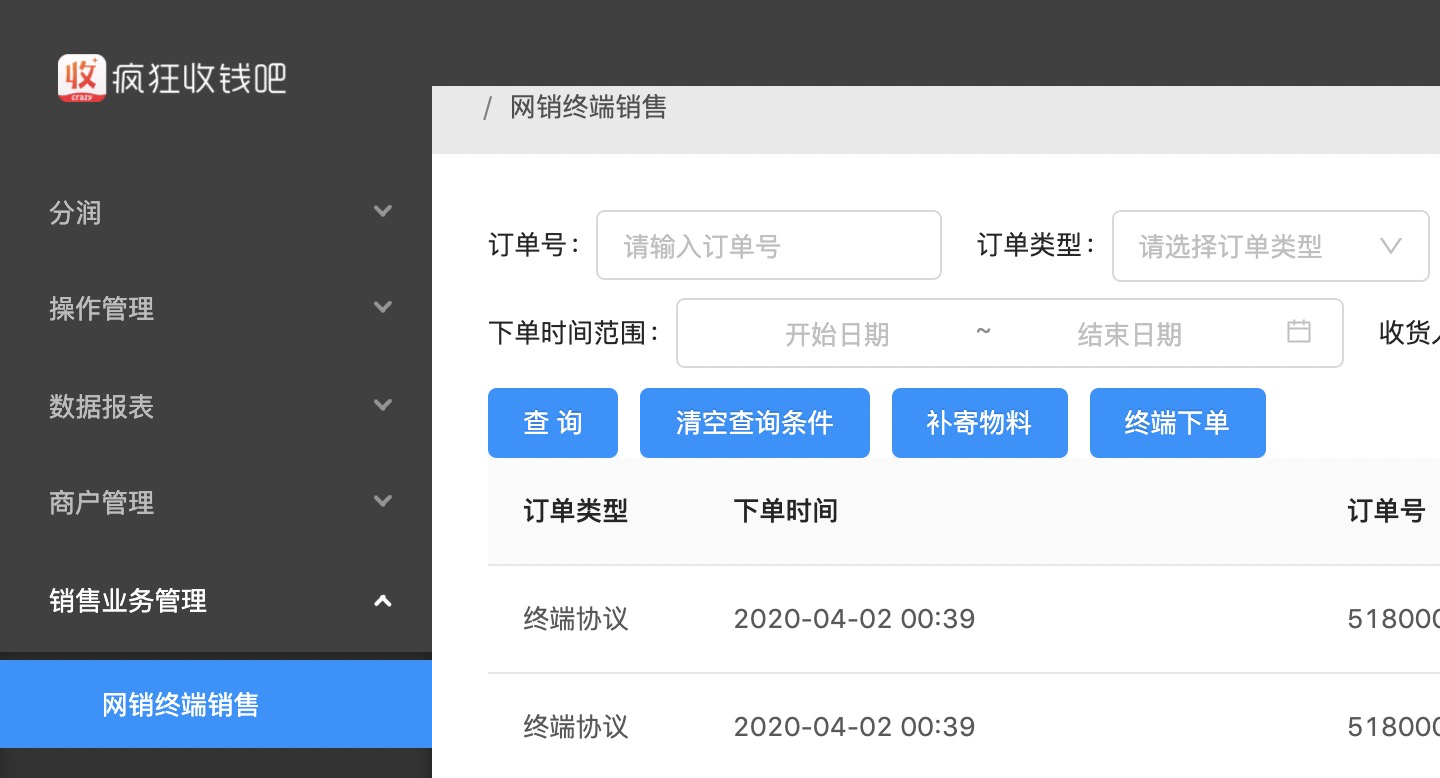 收 疯狂收钱吧
crazy
/ 网销终端销售
分润
操作管理
数据报表
商户管理
销售业务管理
网销终端销售
订单号： 请输入订单号 订单类型： 请选择订单类型
下单时间范围： 开始日期 ~ 结束日期 收货
查 询 清空查询条件 补寄物料 终端下单
订单类型 下单时间 订单号
终端协议 2020-04-02 00:39 518000
终端协议 2020-04-02 00:39 518000